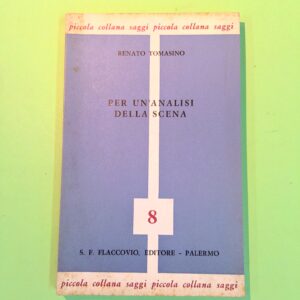 piccola collana saggi piccola collana saggi
RENATO TOMASINO
PER UN'ANALISI
DELLA SCENA
8
S. F. FLACCOVIO, EDITORE - PALERMO
piccola collana saggi piccola collana saggi